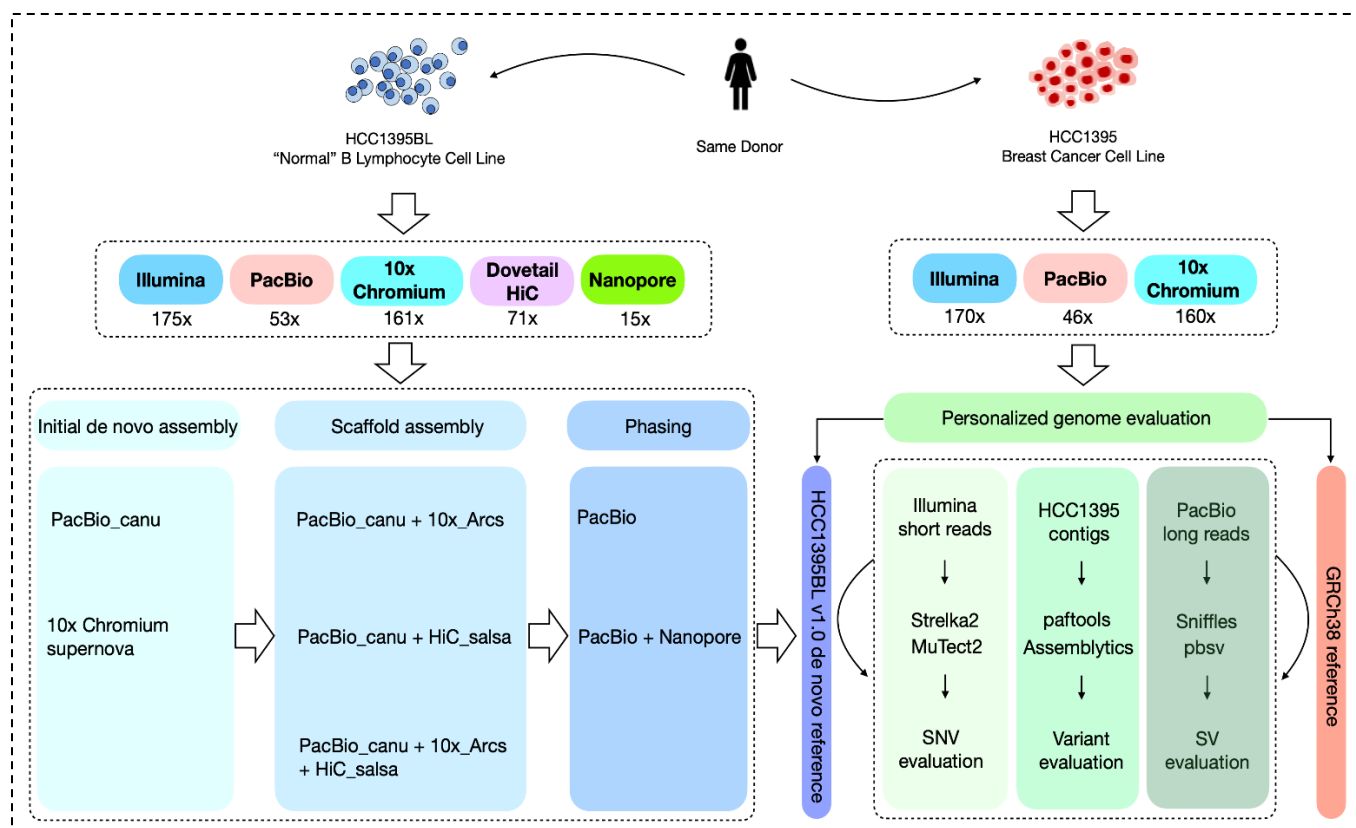 HCC1395BL
“Normal” B Lymphocyte Cell Line
Same Donor
HCC1395
Breast Cancer Cell Line
Illumina
175x
PacBio
53x
10x
Chromium
161x
Dovetail
HiC
71x
Nanopore
15x
Illumina
170x
PacBio
46x
10x
Chromium
160x
Initial de novo assembly
PacBio_canu
10x Chromium
supernova
Scaffold assembly
PacBio_canu + 10x_Arcs
PacBio_canu + HiC_salsa
PacBio_canu + 10x_Arcs
+ HiC_salsa
Phasing
PacBio
PacBio + Nanopore
HCC1395BL v1.0 de novo reference
Personalized genome evaluation
Illumina
short reads
Strelka2
MuTect2
SNV
evaluation
HCC1395
contigs
paftools
Assemblytics
Variant
evaluation
PacBio
long reads
Sniffles
pbsv
SV
evaluation
GRCh38 reference